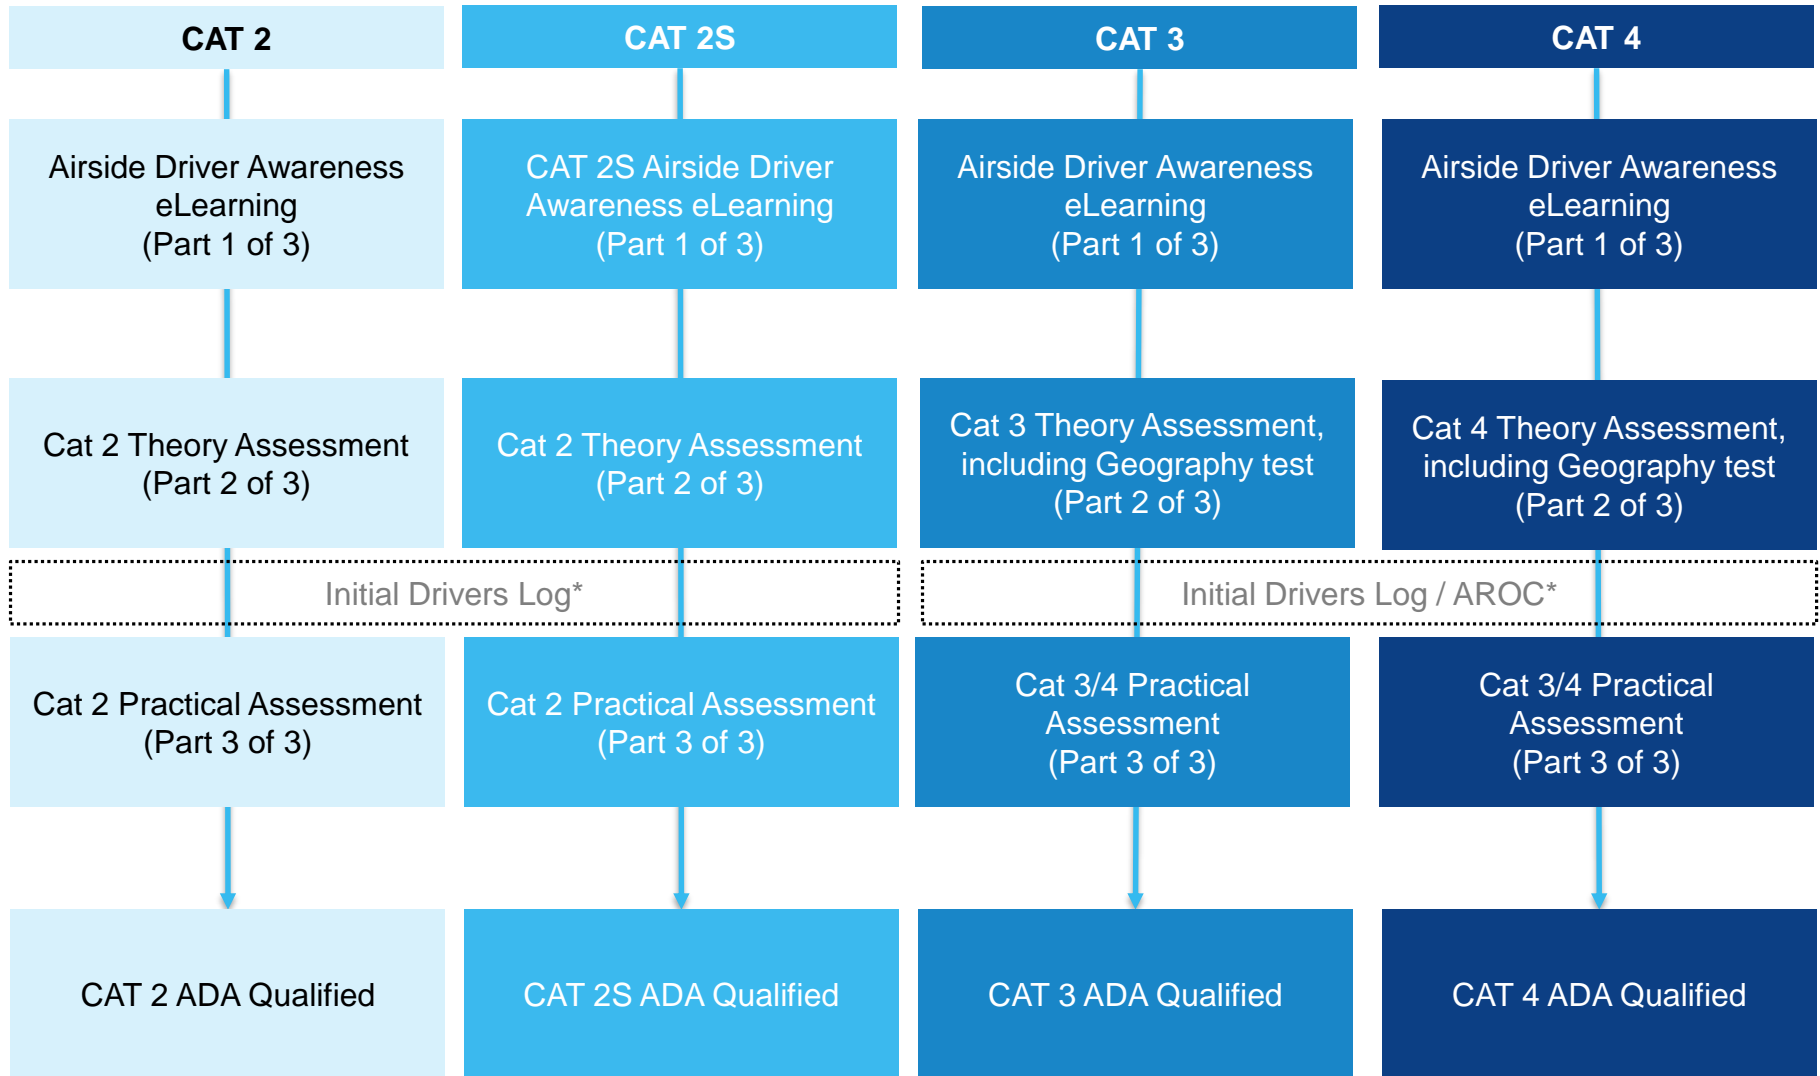 CAT 2
CAT 2S
CAT 3
CAT 4
Airside Driver Awareness
eLearning
(Part 1 of 3)
CAT 2S Airside Driver
Awareness eLearning
(Part 1 of 3)
Airside Driver Awareness
eLearning
(Part 1 of 3)
Airside Driver Awareness
eLearning
(Part 1 of 3)
Cat 2 Theory Assessment
(Part 2 of 3)
Cat 2 Theory Assessment
(Part 2 of 3)
Cat 3 Theory Assessment,
including Geography test
(Part 2 of 3)
Cat 4 Theory Assessment,
including Geography test
(Part 2 of 3)
Initial Drivers Log*
Initial Drivers Log / AROC*
Cat 2 Practical Assessment
(Part 3 of 3)
Cat 2 Practical Assessment
(Part 3 of 3)
Cat 3/4 Practical
Assessment
(Part 3 of 3)
Cat 3/4 Practical
Assessment
(Part 3 of 3)
CAT 2 ADA Qualified
CAT 2S ADA Qualified
CAT 3 ADA Qualified
CAT 4 ADA Qualified